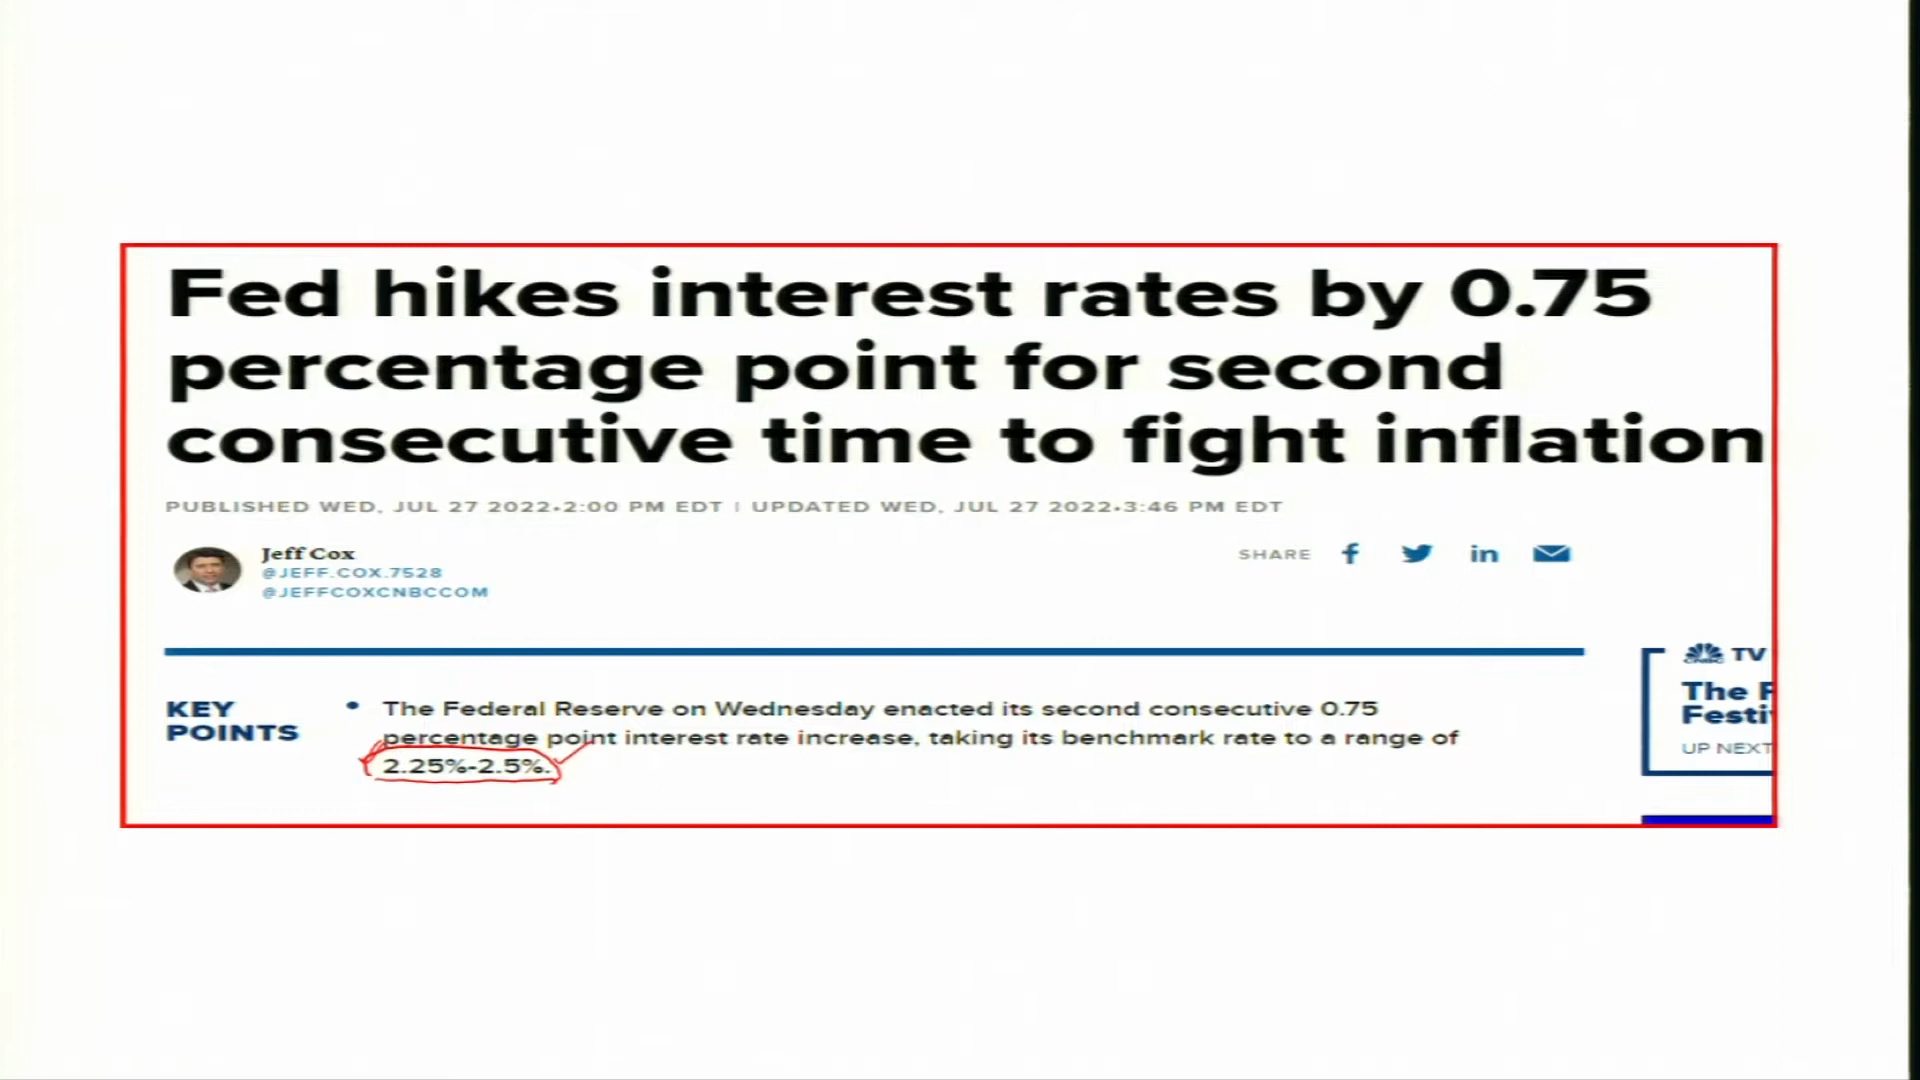 Fed hikes interest rates by 0.75
percentage point for second
consecutive time to fight inflation
PUBLISHED WED, JUL 27 2022•2:00 PM EDT | UPDATED WED, JUL 27 2022•3:46 PM EDT
Jeff Cox
@JEFF.COX.7528
@JEFFCOXCNBCCOM
SHARE
KEY
POINTS
• The Federal Reserve on Wednesday enacted its second consecutive 0.75
percentage point interest rate increase, taking its benchmark rate to a range of
2.25%-2.5%.
CNBC TV
The F
Festi
UP NEXT